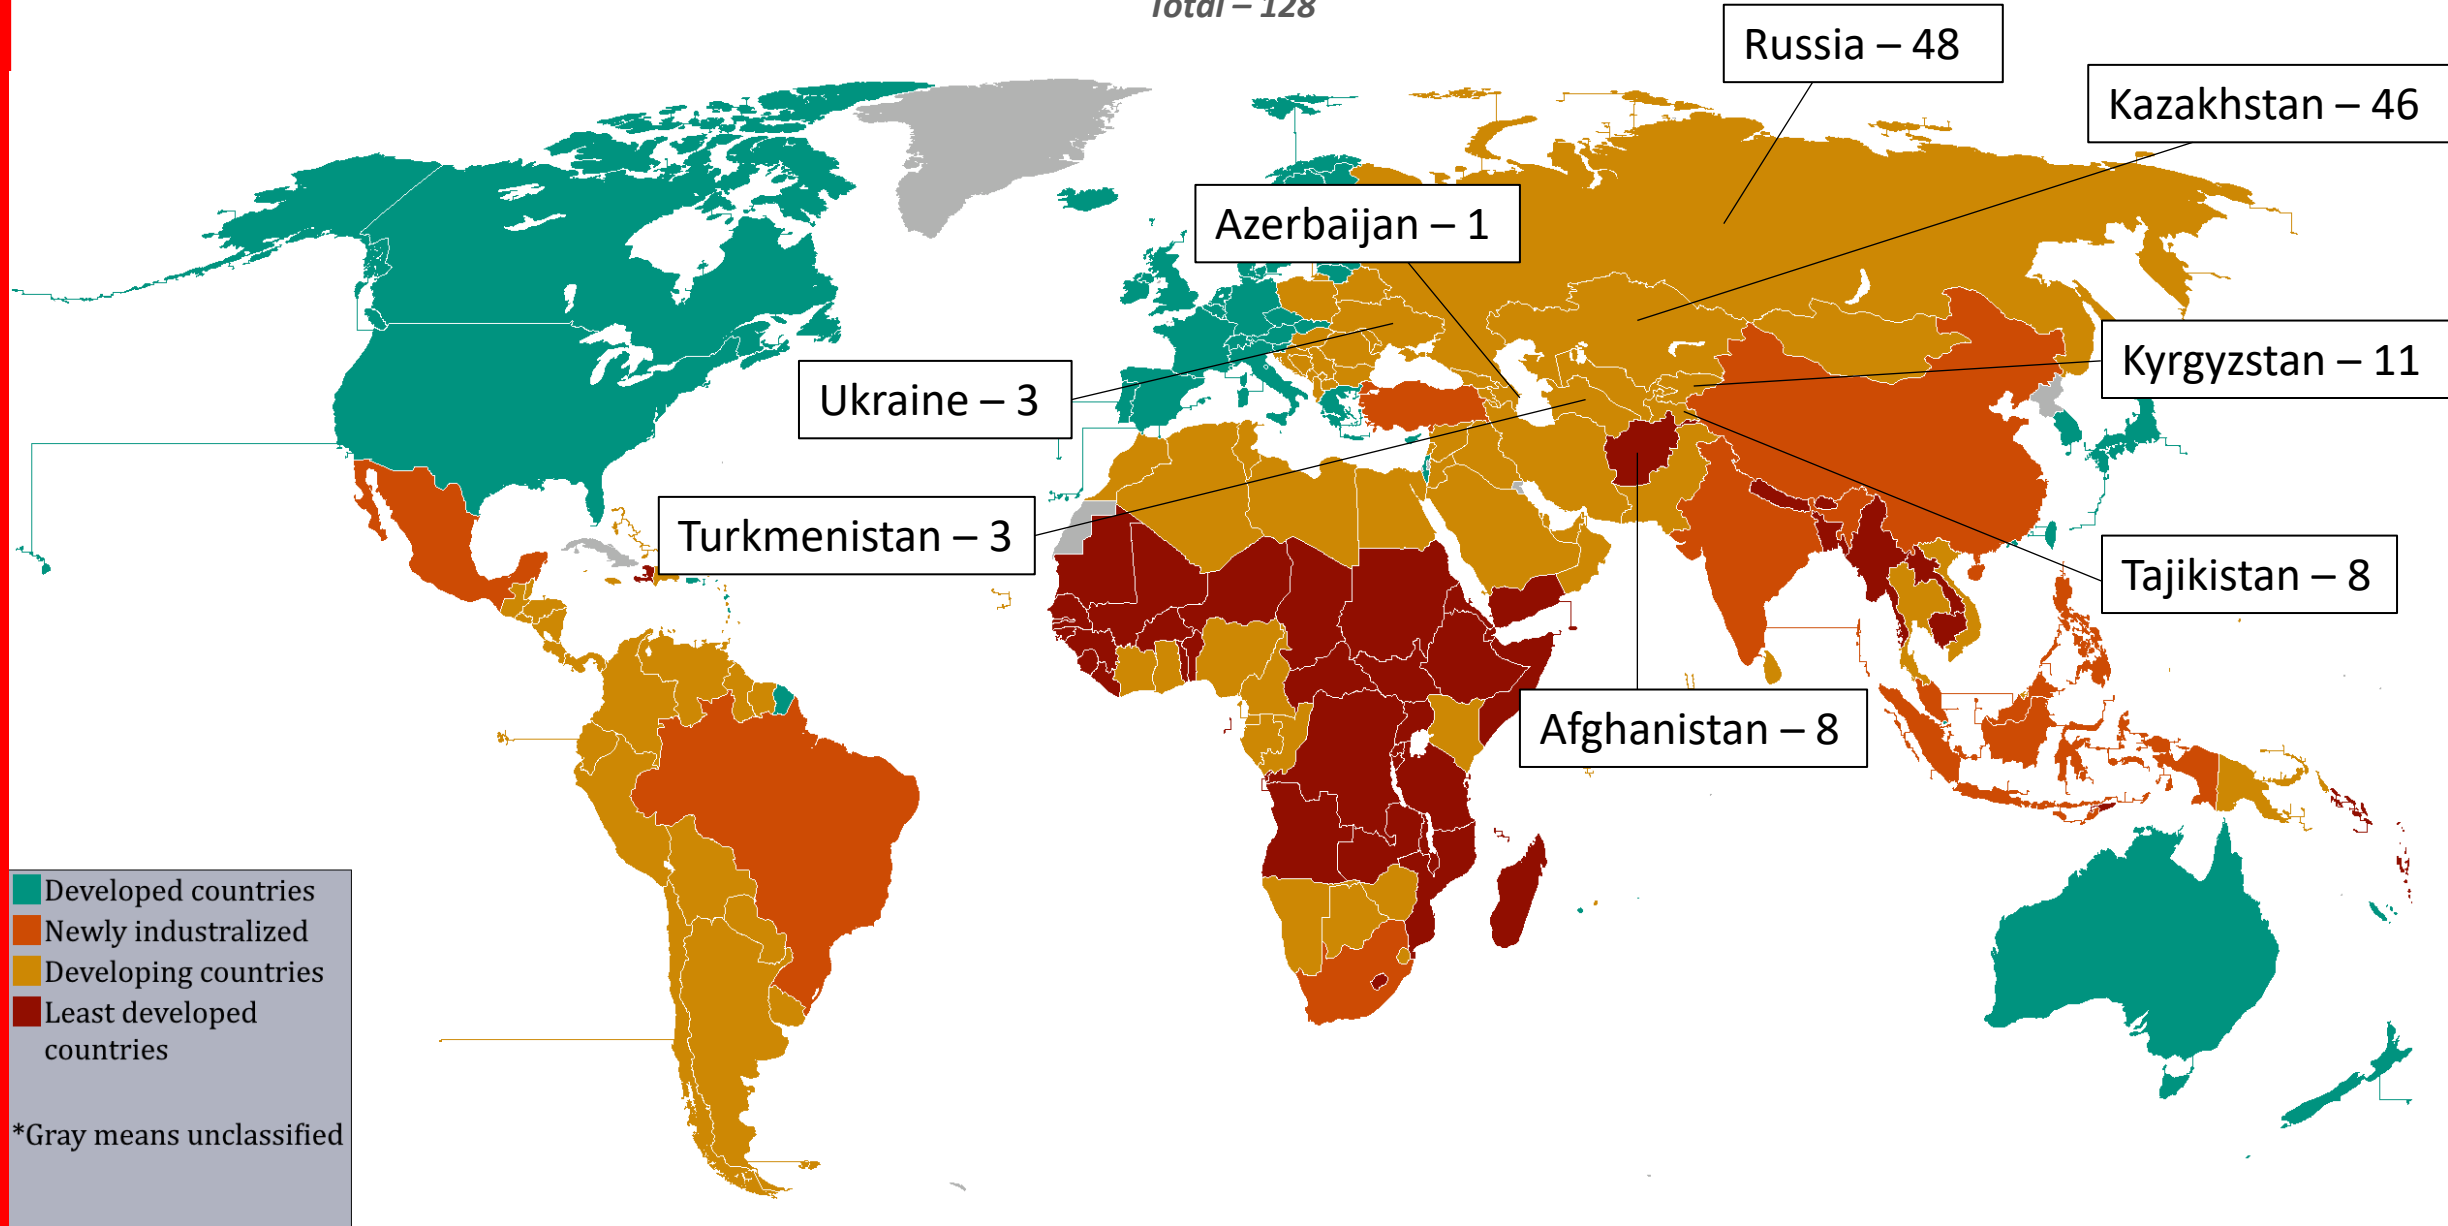 Total – 128
Russia – 48
Kazakhstan – 46
Azerbaijan – 1
Kyrgyzstan – 11
Ukraine – 3
Turkmenistan – 3
Tajikistan – 8
Afghanistan – 8
Developed countries
Newly industralized
Developing countries
Least developed
countries
*Gray means unclassified